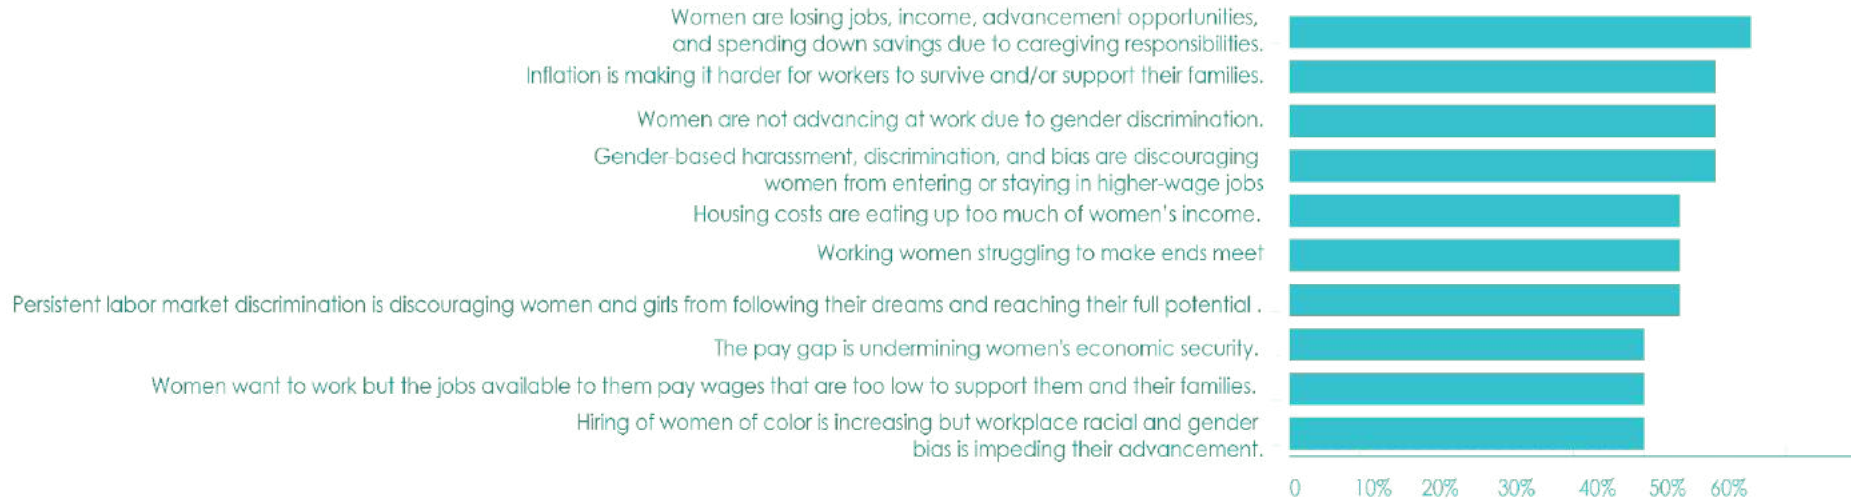 Women are losing jobs, income, advancement opportunities,
and spending down savings due to caregiving responsibilities.
Inflation is making it harder for workers to survive and/or support their families.
Women are not advancing at work due to gender discrimination.
Gender-based harassment, discrimination, and bias are discouraging
women from entering or staying in higher-wage jobs
Housing costs are eating up too much of women's income.
Working women struggling to make ends meet
Persistent labor market discrimination is discouraging women and girls from following their dreams and reaching their full potential .
The pay gap is undermining women's economic security.
Women want to work but the jobs available to them pay wages that are too low to support them and their families.
Hiring of women of color is increasing but workplace racial and gender
bias is impeding their advancement.
0 10% 20% 30% 40% 50% 60%